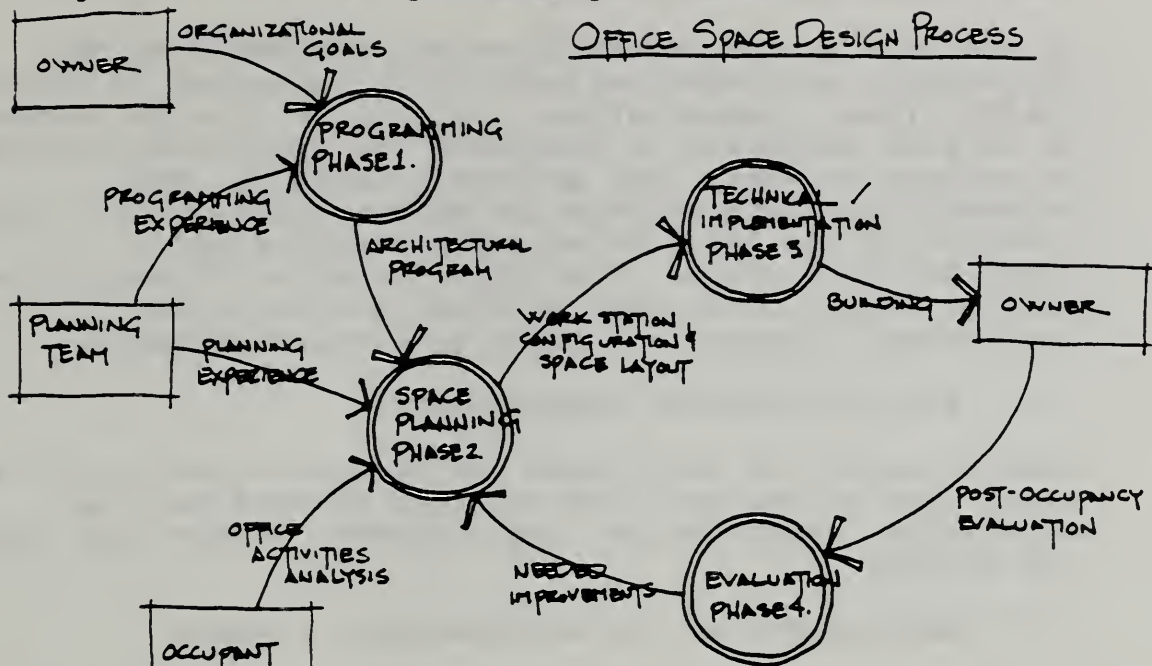 OFFICE SPACE DESIGN PROCESS
OWNER
ORGANIZATIONAL
GOALS
PROGRAMMING
PHASE 1.
PROGRAMMING
EXPERIENCE
ARCHITECTURAL
PROGRAM
TECHNICAL /
IMPLEMENTATION
PHASE 3
BUILDING
OWNER
PLANNING
TEAM
PLANNING
EXPERIENCE
WORK STATION
CONFIGURATION &
SPACE LAYOUT
SPACE
PLANNING
PHASE 2
POST-OCCUPANCY
EVALUATION
OFFICE
ACTIVITIES
ANALYSIS
NEEDED
IMPROVEMENTS
EVALUATION
PHASE 4.
OCCUPANT